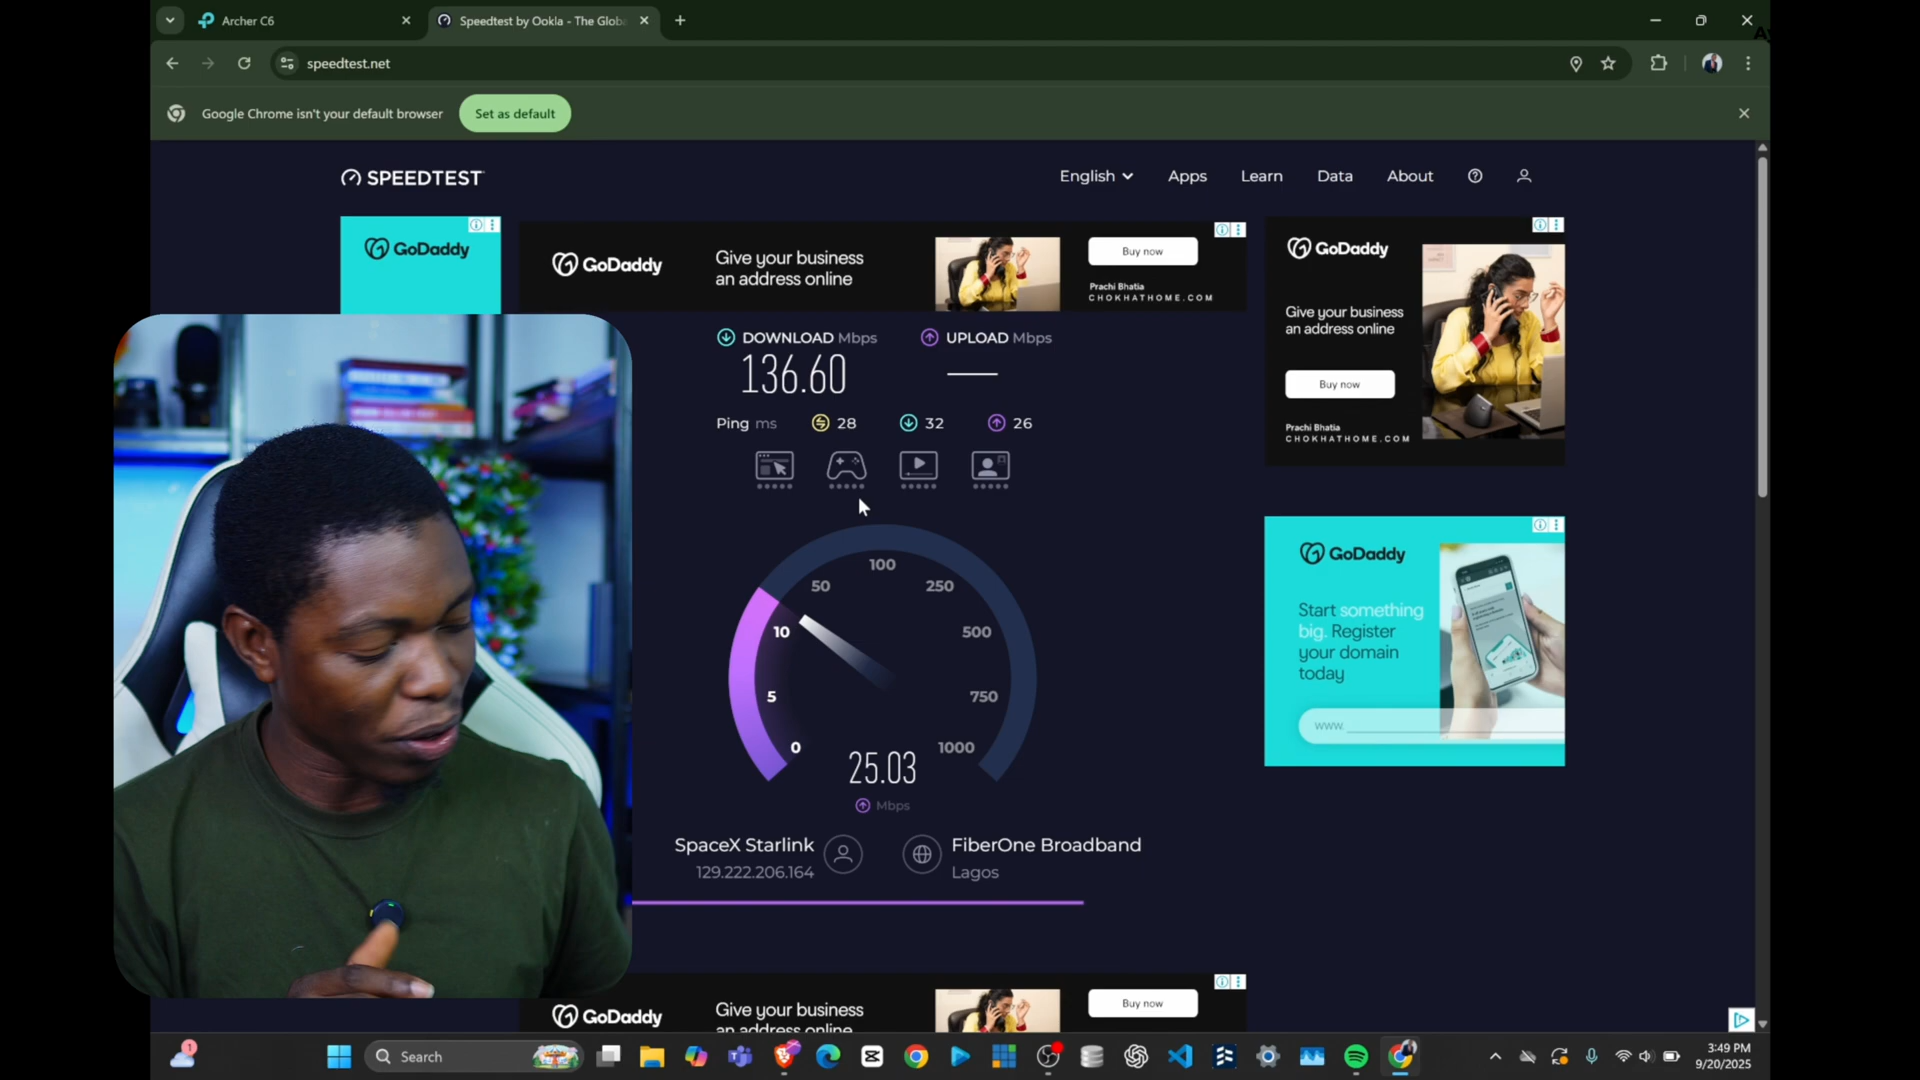 Archer C6
Speedtest by Ookla - The Globa
speedtest.net
Google Chrome isn't your default browser
Set as default
SPEEDTEST
English
Apps
Learn
Data
About
GoDaddy
GoDaddy
Give your business
an address online
Buy now
Prachi Bhatia
CHOKHATHOME.COM
GoDaddy
Give your business
an address online
Buy now
Prachi Bhatia
CHOKHATHOME.COM
DOWNLOAD Mbps
136.60
UPLOAD Mbps
Ping ms
28
32
26
0
5
10
50
100
250
500
750
1000
25.03
Mbps
SpaceX Starlink
129.222.206.164
FiberOne Broadband
Lagos
GoDaddy
Start something
big. Register
your domain
today
www.
GoDaddy
Give your business
an address online
Buy now
1
Search
3:49 PM
9/20/2025